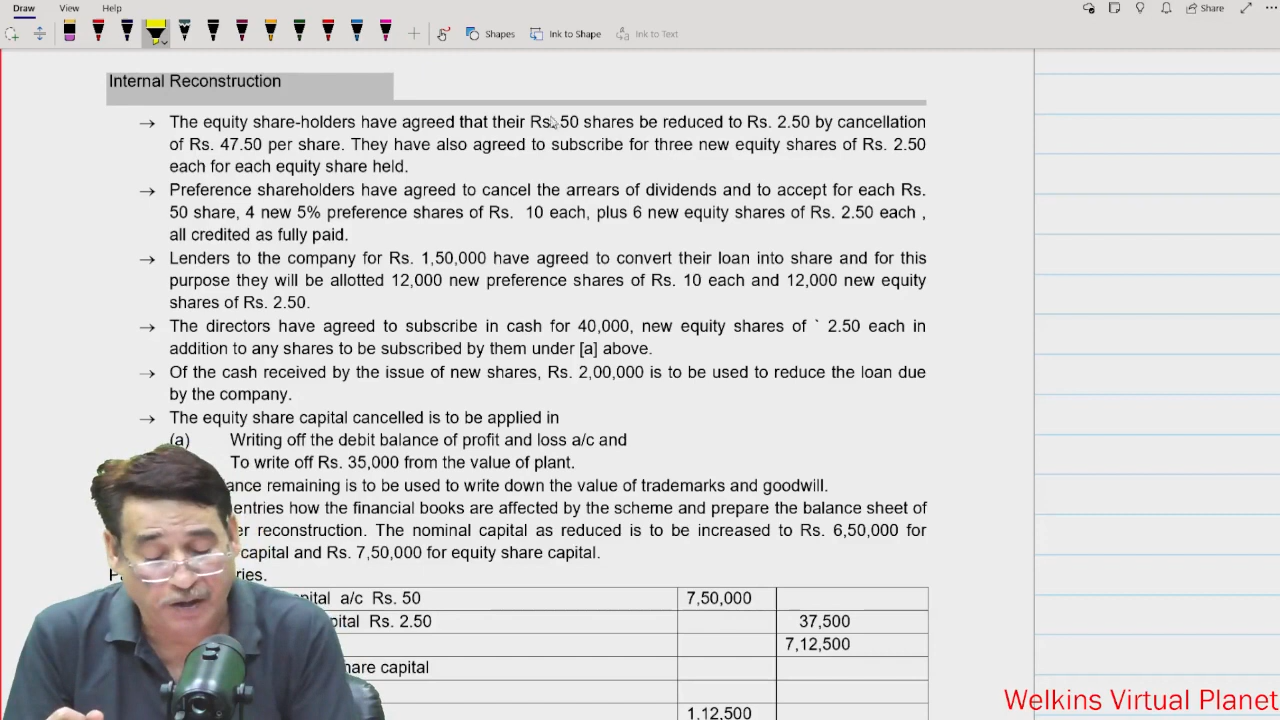 Draw View Help
Share
Shapes Ink to Shape Ink to Text
Internal Reconstruction
→ The equity share-holders have agreed that their Rs. 50 shares be reduced to Rs. 2.50 by cancellation
of Rs. 47.50 per share. They have also agreed to subscribe for three new equity shares of Rs. 2.50
each for each equity share held.
→ Preference shareholders have agreed to cancel the arrears of dividends and to accept for each Rs.
50 share, 4 new 5% preference shares of Rs. 10 each, plus 6 new equity shares of Rs. 2.50 each ,
all credited as fully paid.
→ Lenders to the company for Rs. 1,50,000 have agreed to convert their loan into share and for this
purpose they will be allotted 12,000 new preference shares of Rs. 10 each and 12,000 new equity
shares of Rs. 2.50.
→ The directors have agreed to subscribe in cash for 40,000, new equity shares of ` 2.50 each in
addition to any shares to be subscribed by them under [a] above.
→ Of the cash received by the issue of new shares, Rs. 2,00,000 is to be used to reduce the loan due
by the company.
→ The equity share capital cancelled is to be applied in
(a) Writing off the debit balance of profit and loss a/c and
To write off Rs. 35,000 from the value of plant.
remaining is to be used to write down the value of trademarks and goodwill.
entries how the financial books are affected by the scheme and prepare the balance sheet of
reconstruction. The nominal capital as reduced is to be increased to Rs. 6,50,000 for
capital and Rs. 7,50,000 for equity share capital.
a/c Rs. 50 7,50,000
Rs. 2.50 37,500
7,12,500
capital
1,12,500
Welkins Virtual Planet